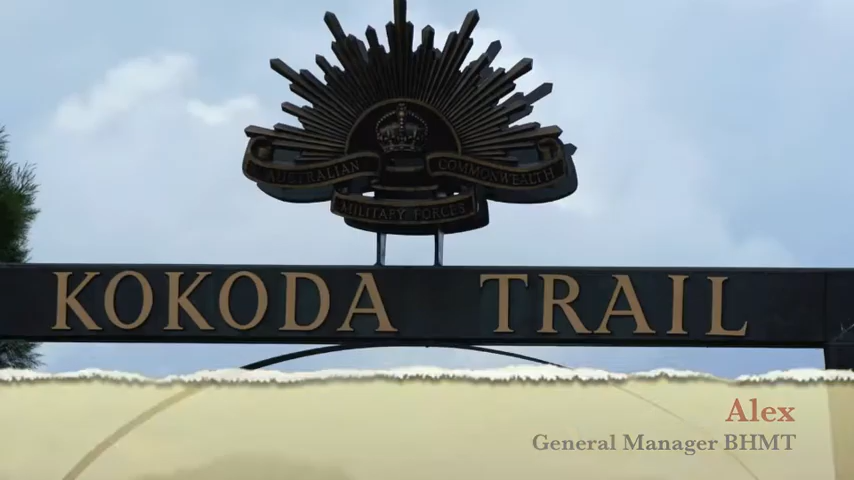 AUSTRALIAN COMMONWEALTH
MILITARY FORCES
KOKODA TRAIL
Alex
General Manager BHMT